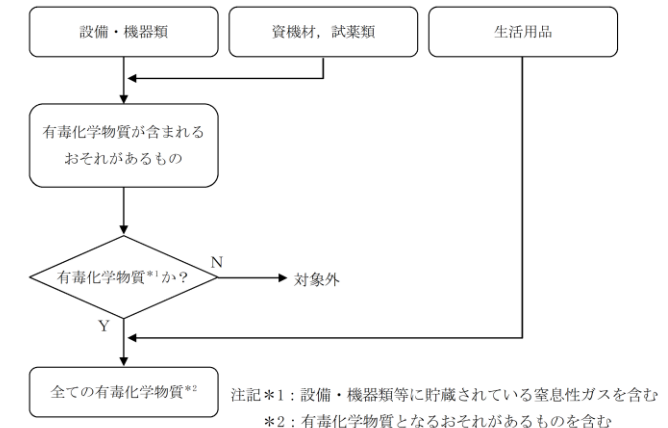 設備・機器類
資機材，試薬類
生活用品
有毒化学物質が含まれる
おそれがあるもの
有毒化学物質*1か？
N
対象外
Y
全ての有毒化学物質*2
注記＊1：設備・機器類等に貯蔵されている窒息性ガスを含む
＊2：有毒化学物質となるおそれがあるものを含む